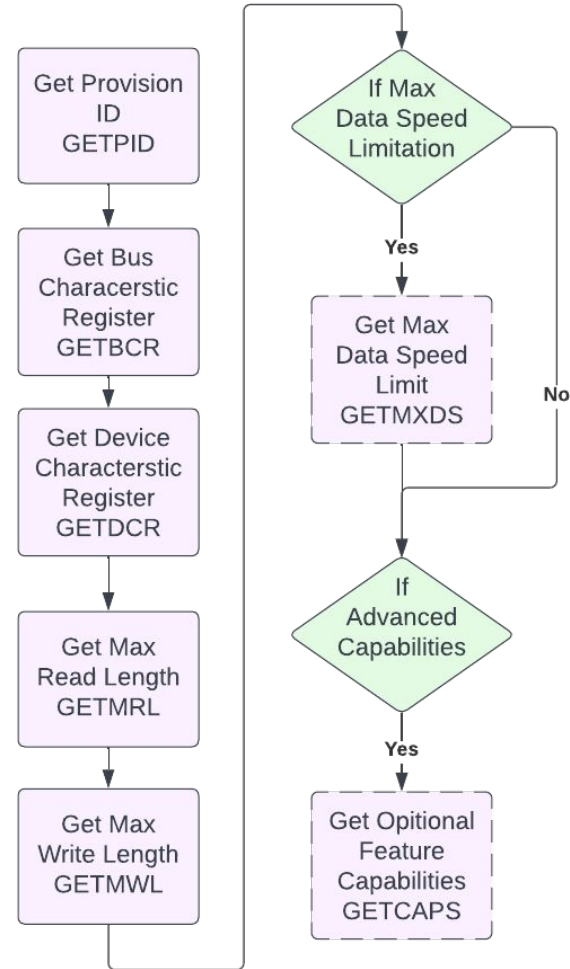 Get Provision
ID
GETPID
Get Bus
Characerstic
Register
GETBCR
Get Device
Characterstic
Register
GETDCR
Get Max
Read Length
GETMRL
Get Max
Write Length
GETMWL
If Max
Data Speed
Limitation
Yes
No
Get Max
Data Speed
Limit
GETMXDS
If
Advanced
Capabilities
Yes
Get Opitional
Feature
Capabilities
GETCAPS